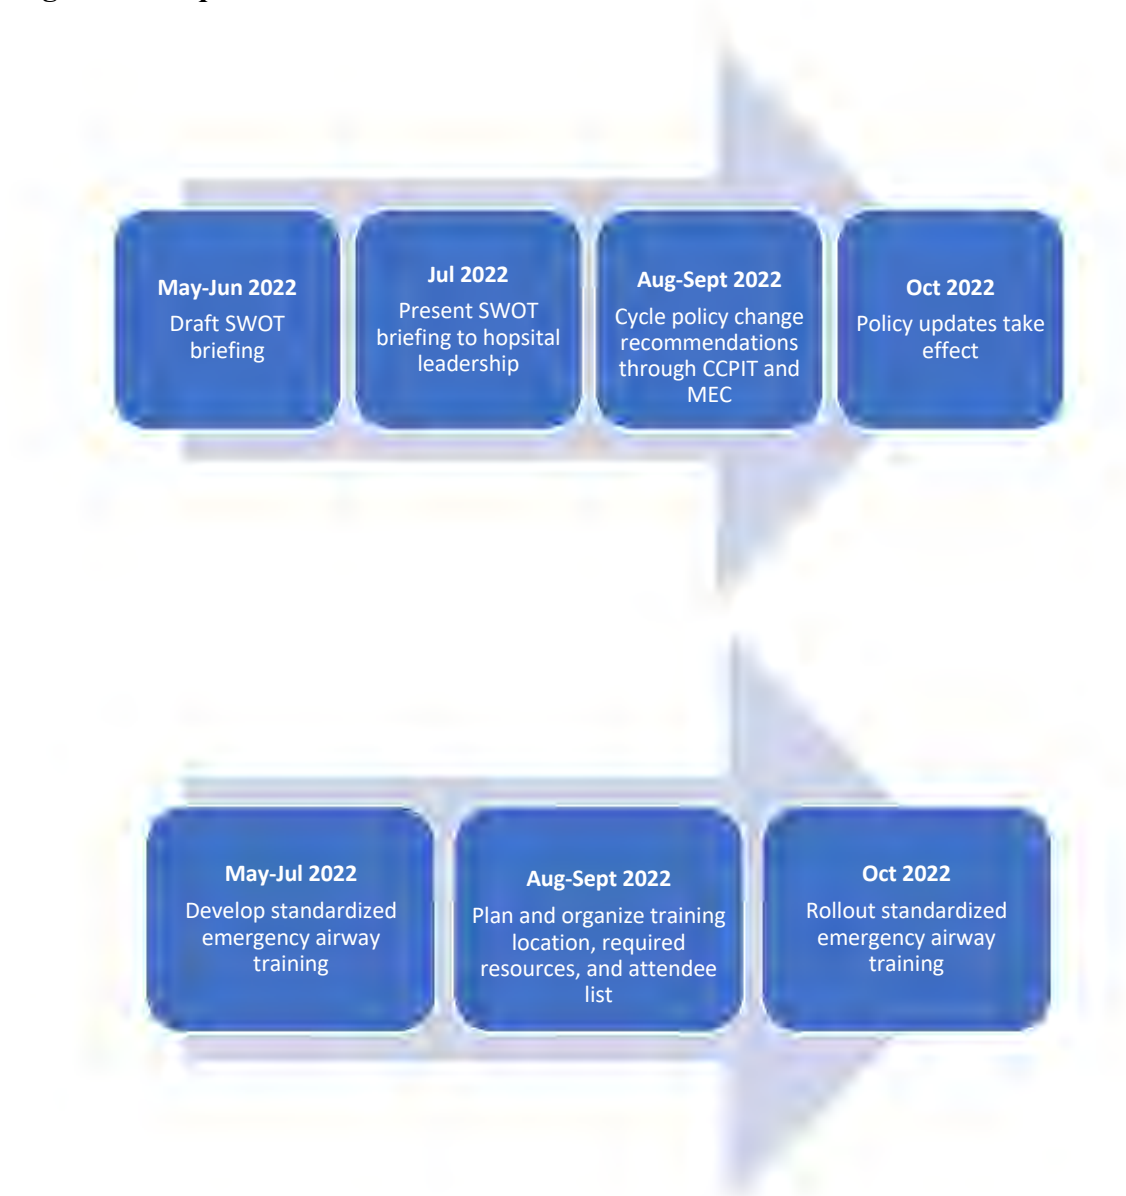 May-Jun 2022
Draft SWOT
briefing
Jul 2022
Present SWOT
briefing to hopsital
leadership
Aug-Sept 2022
Cycle policy change
recommendations
through CCPIT and
MEC
Oct 2022
Policy updates take
effect
May-Jul 2022
Develop standardized
emergency airway
training
Aug-Sept 2022
Plan and organize training
location, required
resources, and attendee
list
Oct 2022
Rollout standardized
emergency airway
training